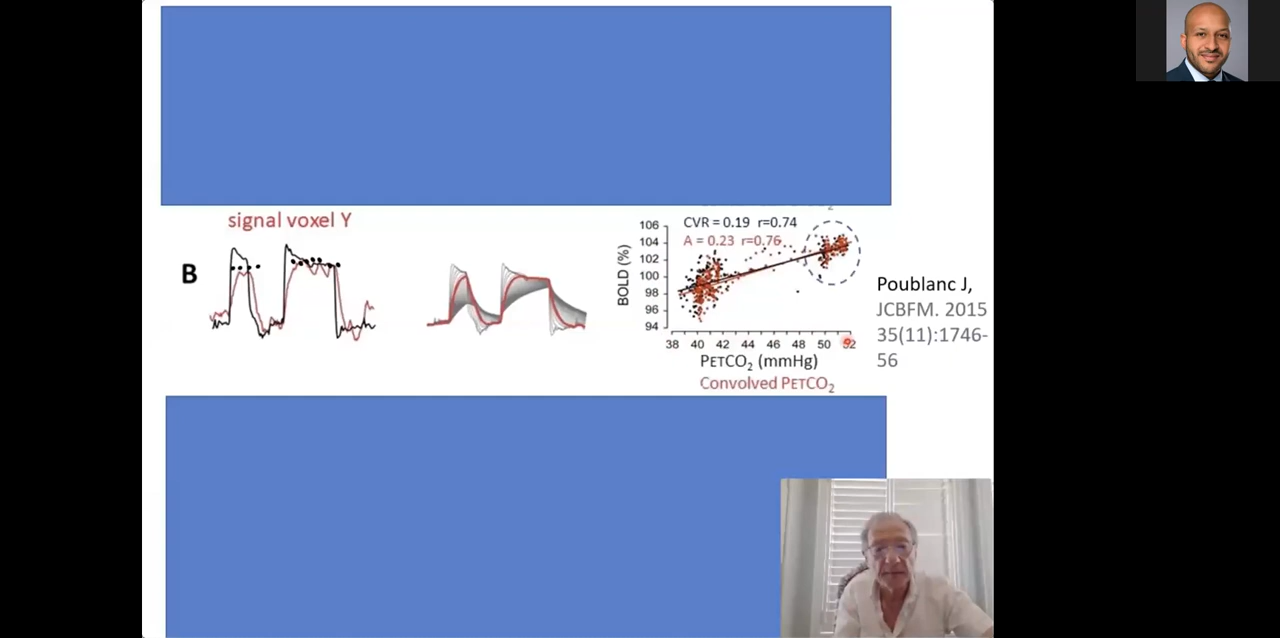 signal voxel Y
B
CVR = 0.19 r=0.74
A = 0.23 r=0.76
BOLD (%)
106
104
102
100
98
96
94
38 40 42 44 46 48 50 52
PETCO₂ (mmHg)
Convolved PETCO₂
Poublanc J,
JCBFM. 2015
35(11):1746-
56